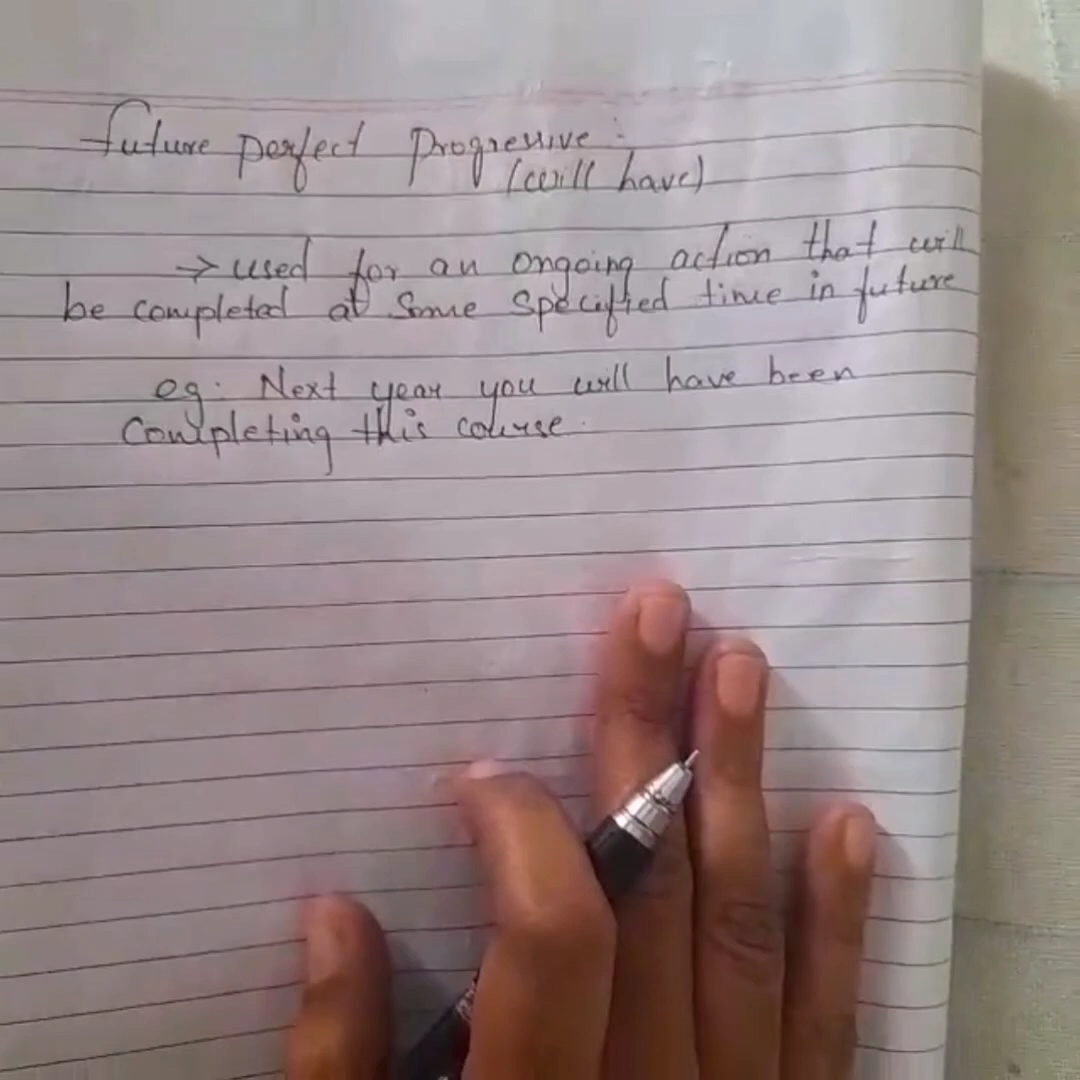 Future perfect Progressive :-
(will have)
→ used for an ongoing action that will
be completed at some specified time in future
eg: Next year you will have been
Completing this course.